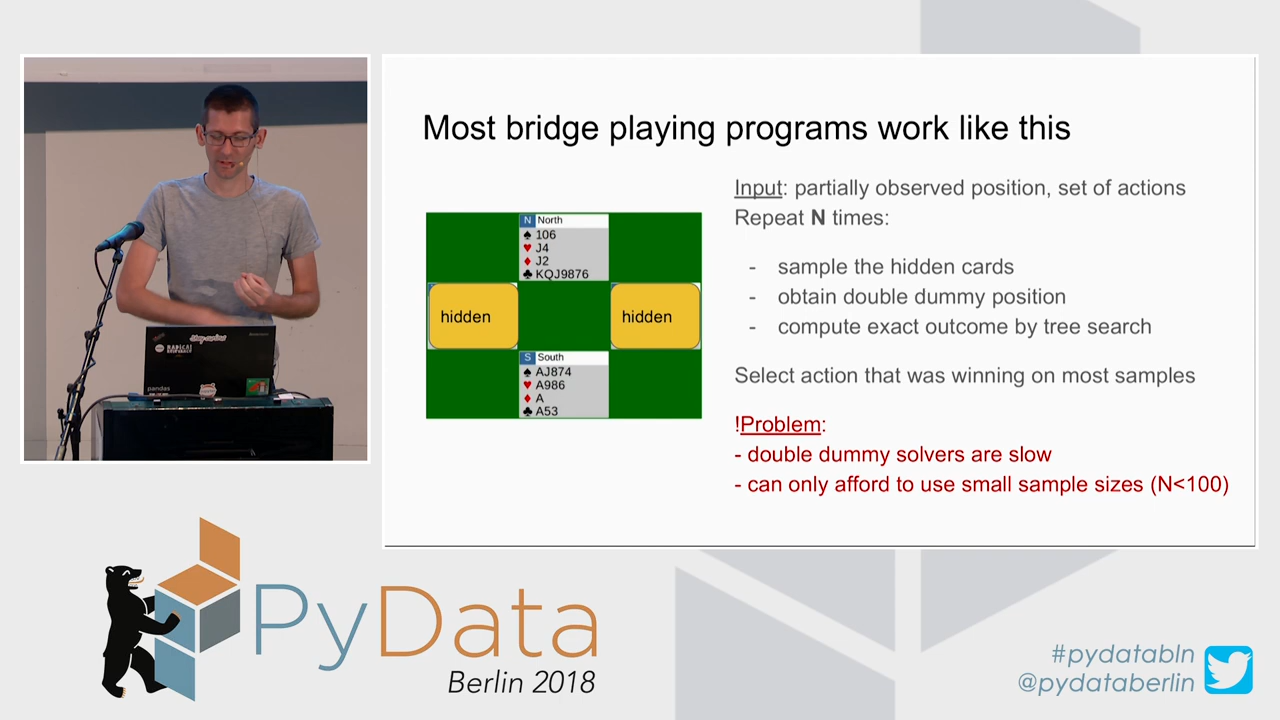 Most bridge playing programs work like this
Input: partially observed position, set of actions
Repeat N times:
- sample the hidden cards
- obtain double dummy position
- compute exact outcome by tree search
Select action that was winning on most samples
!Problem:
- double dummy solvers are slow
- can only afford to use small sample sizes (N<100)
N North
♠ 106
♥ J4
♦ J2
♣ KQJ9876
hidden
hidden
S South
♠ AJ874
♥ A986
♦ A
♣ A53
pandas
PyData
Berlin 2018
#pydatabln
@pydataberlin